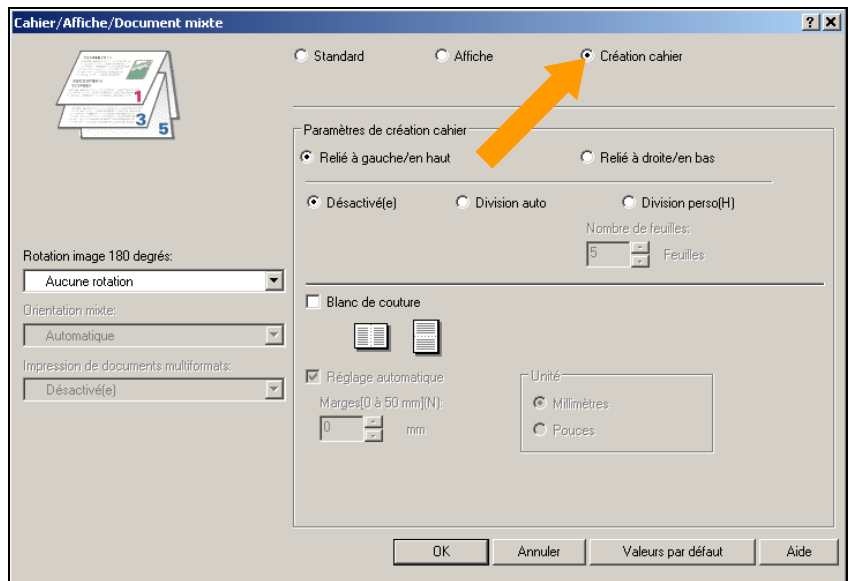 Cahier/Affiche/Document mixte
Standard Affiche Création cahier
1
3
5
Paramètres de création cahier
Relié à gauche/en haut Relié à droite/en bas
Désactivé(e) Division auto Division perso(H)
Nombre de feuilles:
5 Feuilles
Rotation image 180 degrés:
Aucune rotation
Orientation mixte:
Automatique
Impression de documents multiformats:
Désactivé(e)
Blanc de couture
Réglage automatique
Marges[0 à 50 mm](N):
0 mm
Unité
Millimètres
Pouces
OK Annuler Valeurs par défaut Aide